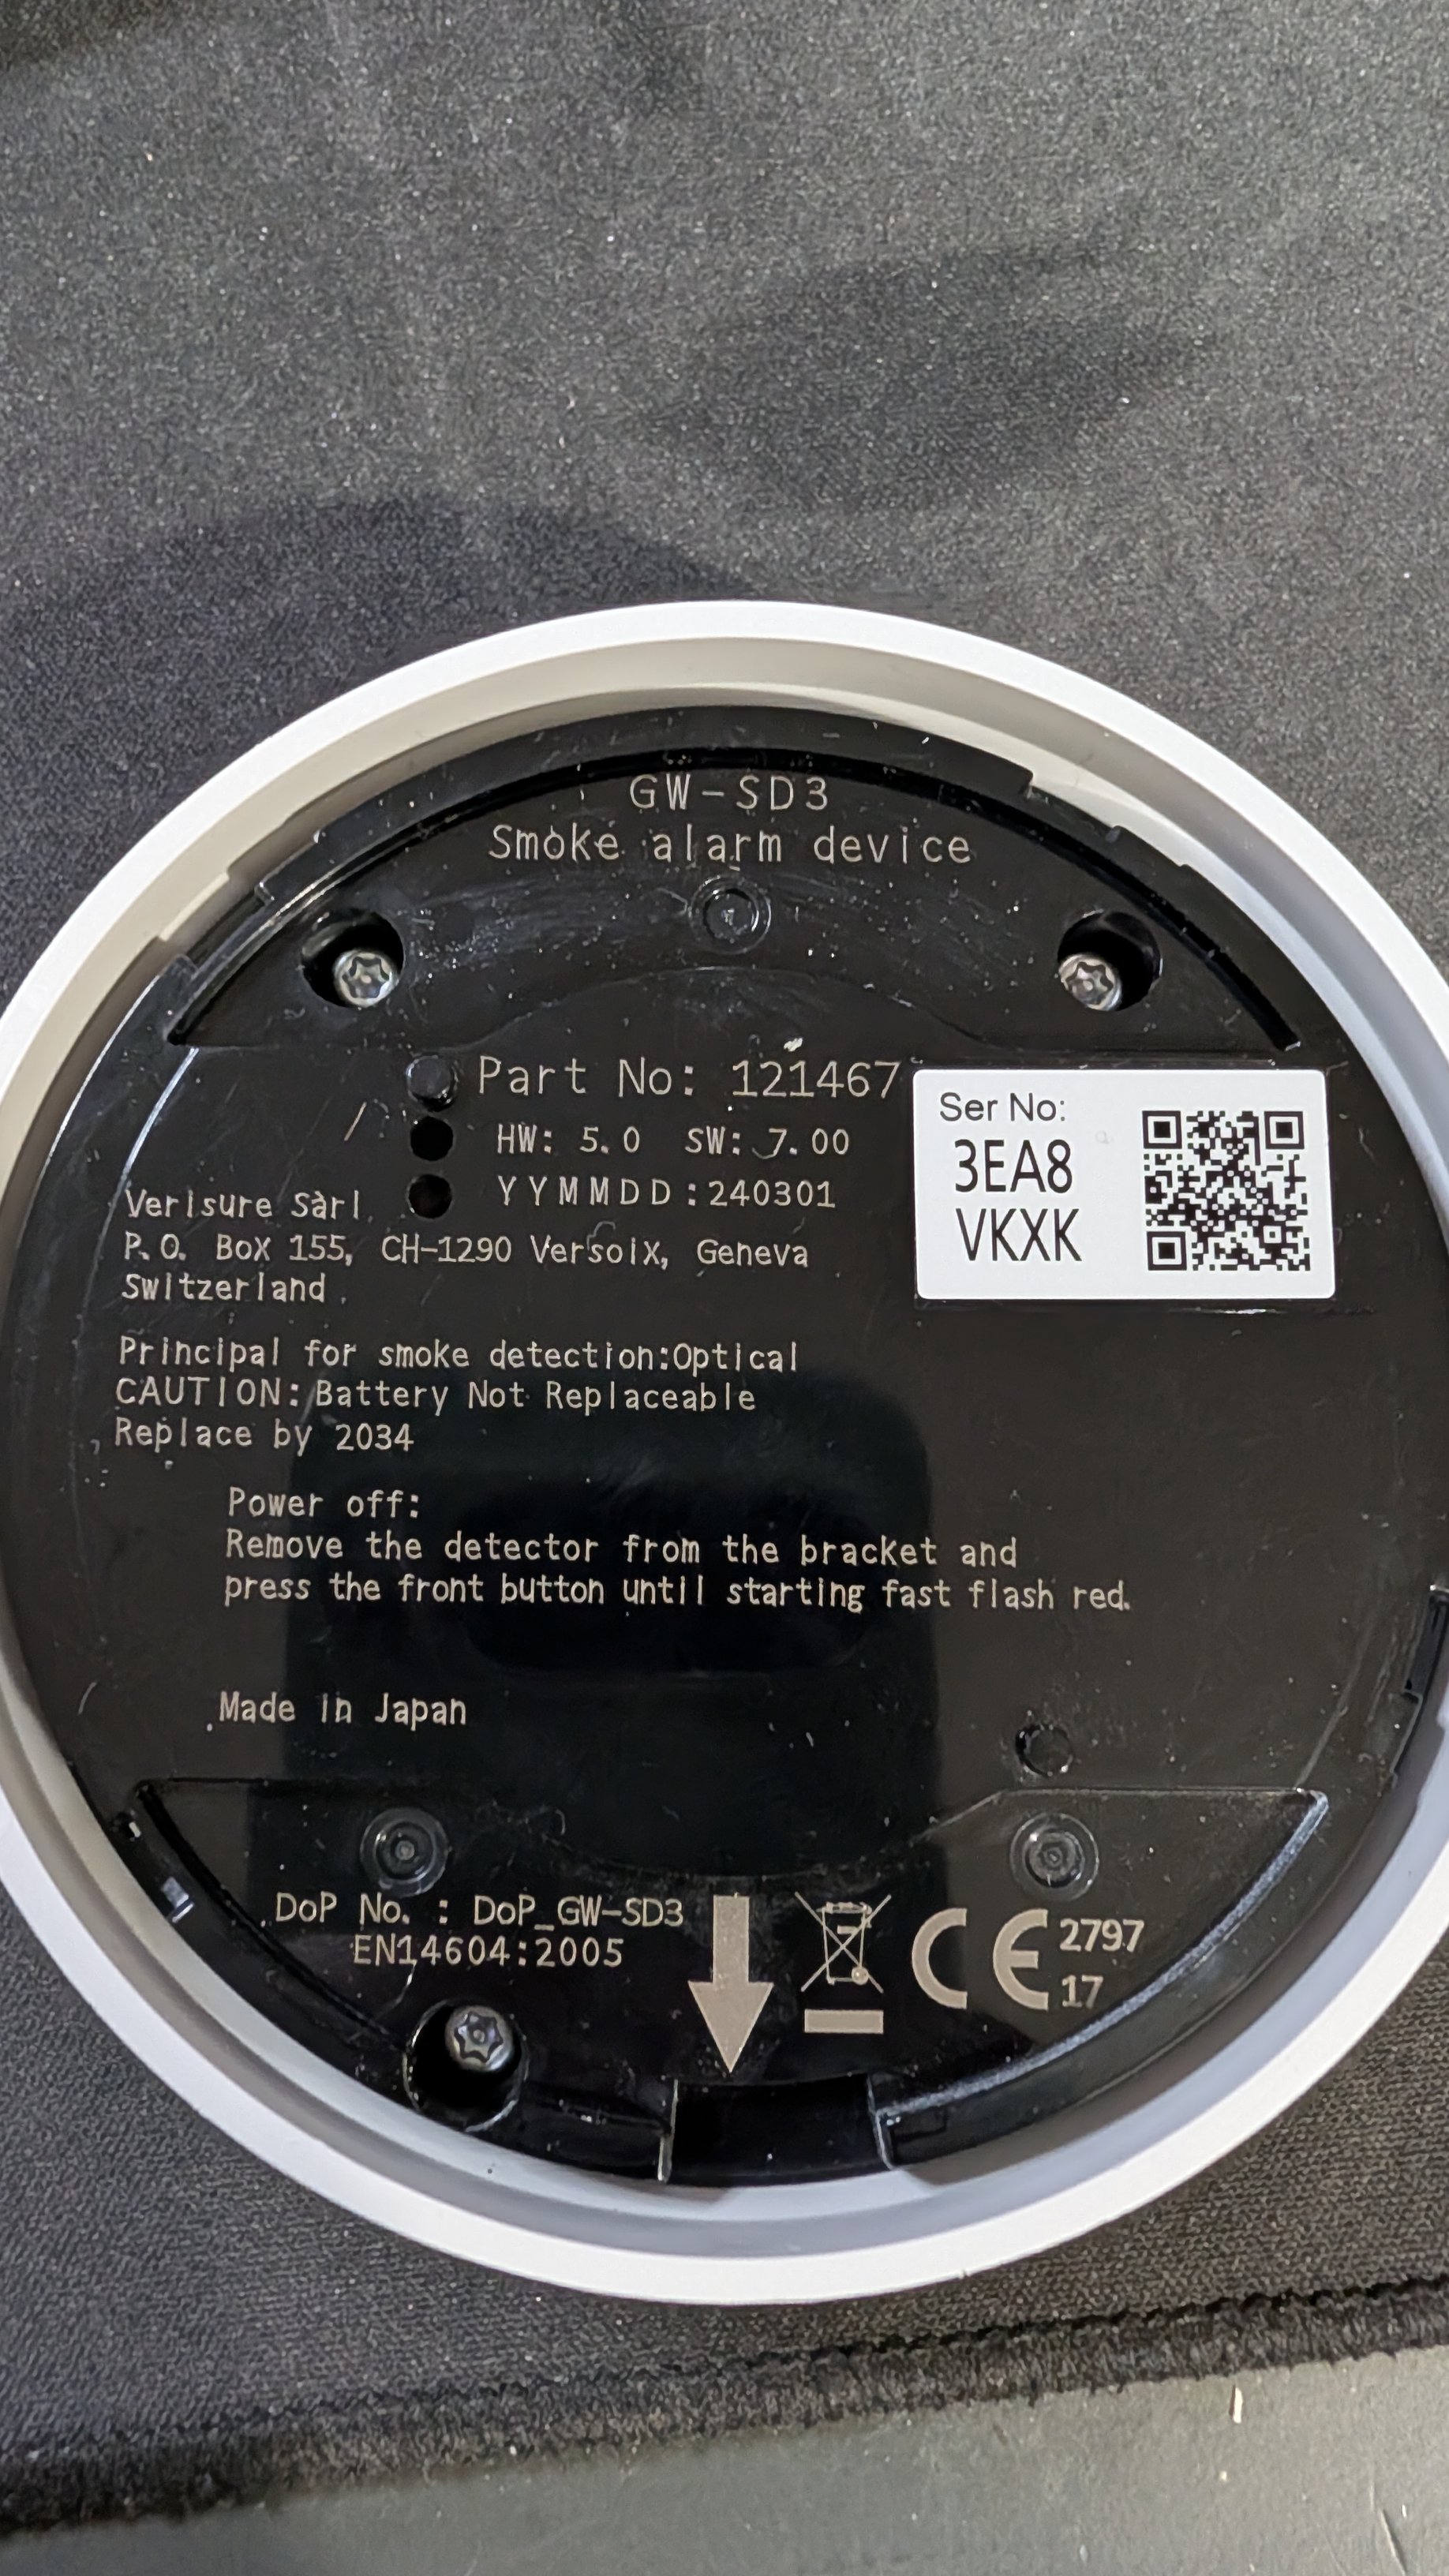 GW-SD3
Smoke alarm device
Part No: 121467
HW: 5.0 SW: 7.00
YYMMDD:240301
Ser No:
3EA8
VKXK
Verisure Sàrl
P.O. Box 155, CH-1290 Versoix, Geneva
Switzerland
Principal for smoke detection:Optical
CAUTION:Battery Not Replaceable
Replace by 2034
Power off:
Remove the detector from the bracket and
press the front button until starting fast flash red.
Made in Japan
DoP No. : DoP_GW-SD3
EN14604:2005
CE 2797
17